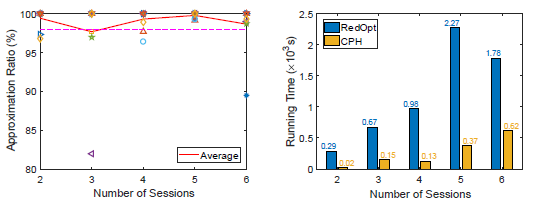 100
95
90
85
80
Approximation Ratio (%)
Average
2 3 4 5 6
Number of Sessions
2.5
2
1.5
1
0.5
0
Running Time (×10³s)
RedOpt
CPH
0.29 0.02
0.67 0.15
0.98 0.13
2.27 0.37
1.78 0.62
2 3 4 5 6
Number of Sessions